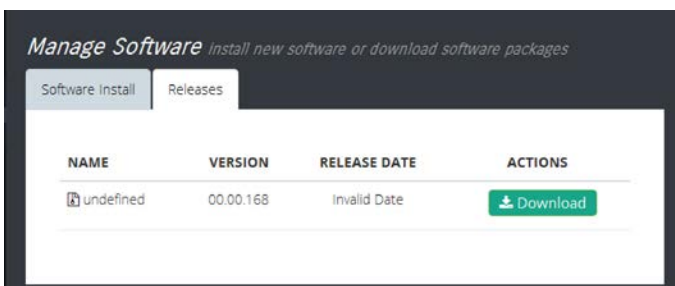 Manage Software install new software or download software packages
Software Install Releases
NAME VERSION RELEASE DATE ACTIONS
undefined 00.00.168 Invalid Date Download